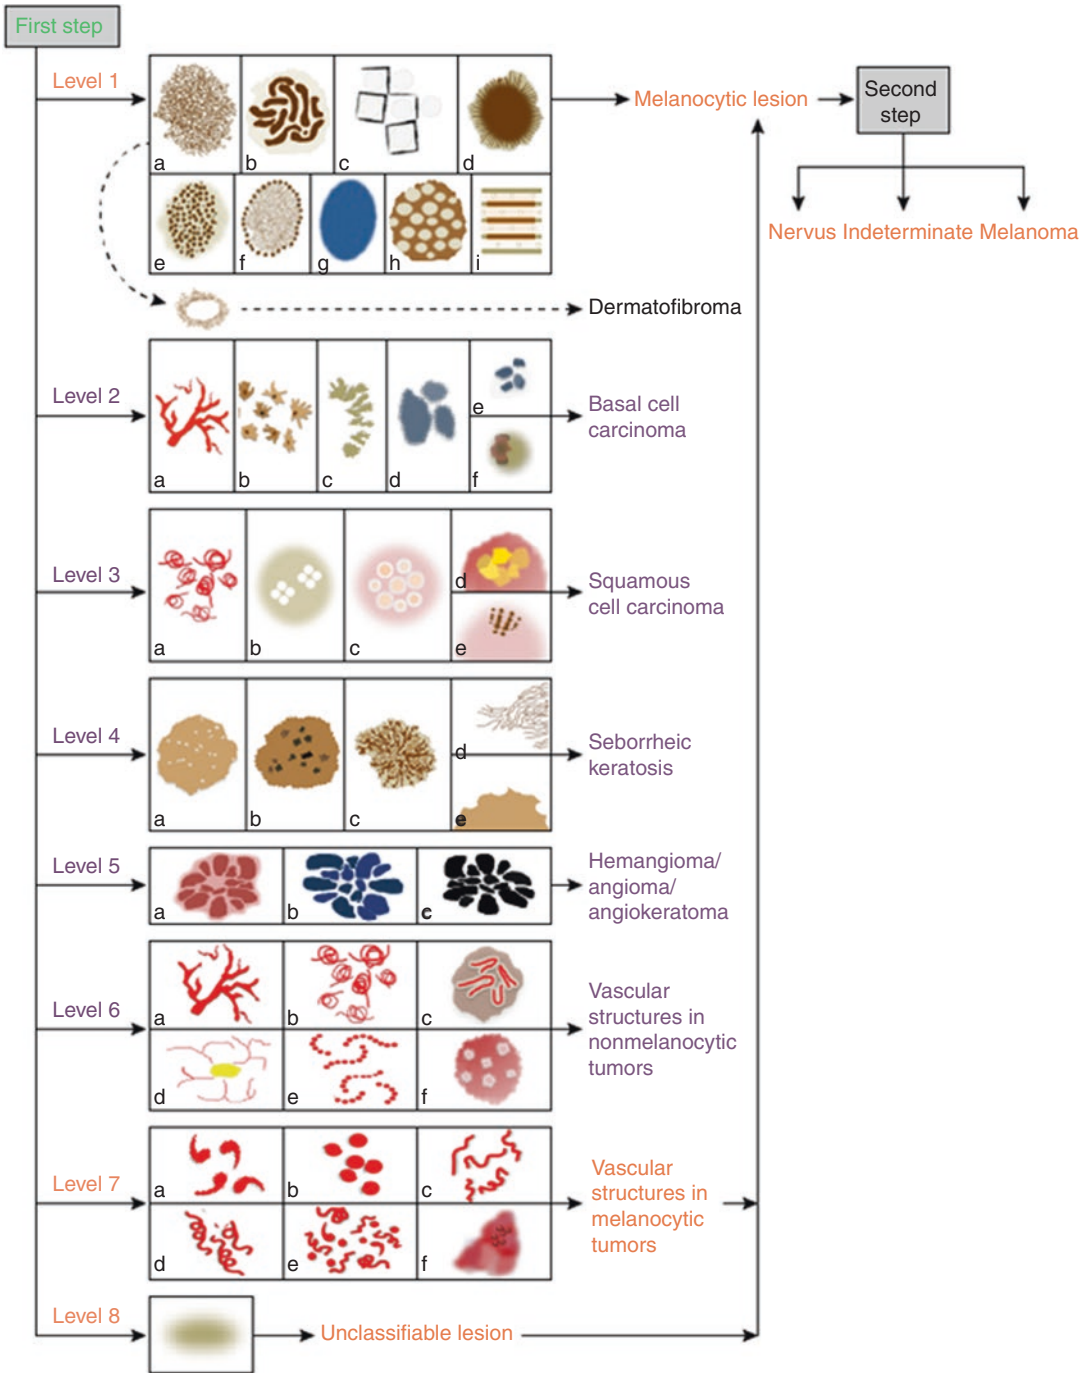 First step
Level 1
a b c d
e f g h i
Melanocytic lesion
Second
step
Nervus Indeterminate Melanoma
Dermatofibroma
Level 2
a b c d e
f
Basal cell
carcinoma
Level 3
a b c d
e
Squamous
cell carcinoma
Level 4
a b c d
e
Seborrheic
keratosis
Level 5
a b c
Hemangioma/
angioma/
angiokeratoma
Level 6
a b c
d e f
Vascular
structures in
nonmelanocytic
tumors
Level 7
a b c
d e f
Vascular
structures in
melanocytic
tumors
Level 8
Unclassifiable lesion